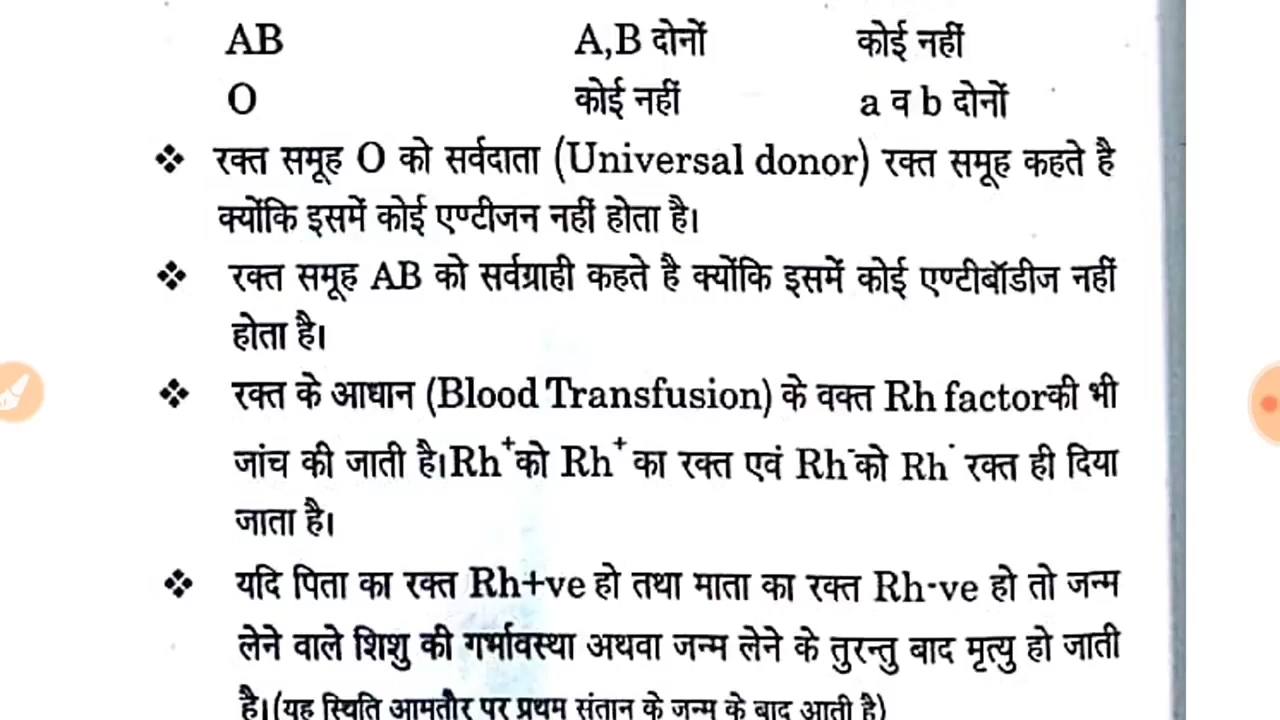 AB A,B दोनों कोई नहीं
O कोई नहीं a व b दोनों
❖ रक्त समूह O को सर्वदाता (Universal donor) रक्त समूह कहते है
क्योंकि इसमें कोई एण्टीजन नहीं होता है।
❖ रक्त समूह AB को सर्वग्राही कहते है क्योंकि इसमें कोई एण्टीबॉडीज नहीं
होता है।
❖ रक्त के आधान (Blood Transfusion) के वक्त Rh factorकी भी
जांच की जाती है।Rh⁺को Rh⁺ का रक्त एवं Rh⁻को Rh⁻ रक्त ही दिया
जाता है।
❖ यदि पिता का रक्त Rh+ve हो तथा माता का रक्त Rh-ve हो तो जन्म
लेने वाले शिशु की गर्भावस्था अथवा जन्म लेने के तुरन्तु बाद मृत्यु हो जाती
है।(यह स्थिति आमतौर पर प्रथम संतान के जन्म के बाद आती है)